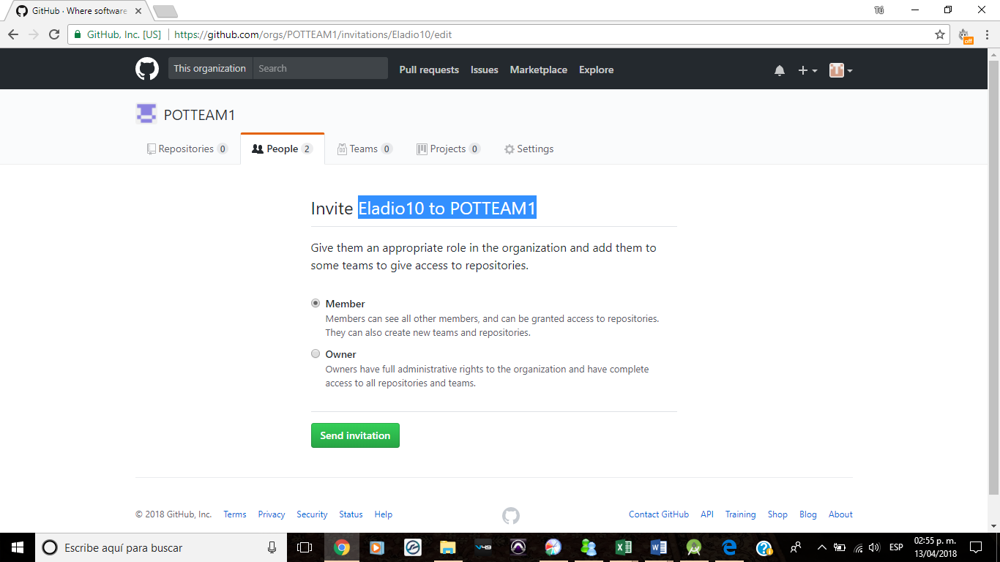 GitHub · Where software
Tú
GitHub, Inc. [US]
https://github.com/orgs/POTTEAM1/invitations/Eladio10/edit
off
This organization
Search
Pull requests
Issues
Marketplace
Explore
POTTEAM1
Repositories 0
People 2
Teams 0
Projects 0
Settings
Invite Eladio10 to POTTEAM1
Give them an appropriate role in the organization and add them to
some teams to give access to repositories.
Member
Members can see all other members, and can be granted access to repositories.
They can also create new teams and repositories.
Owner
Owners have full administrative rights to the organization and have complete
access to all repositories and teams.
Send invitation
© 2018 GitHub, Inc.
Terms
Privacy
Security
Status
Help
Contact GitHub
API
Training
Shop
Blog
About
Escribe aquí para buscar
ESP
02:55 p. m.
13/04/2018